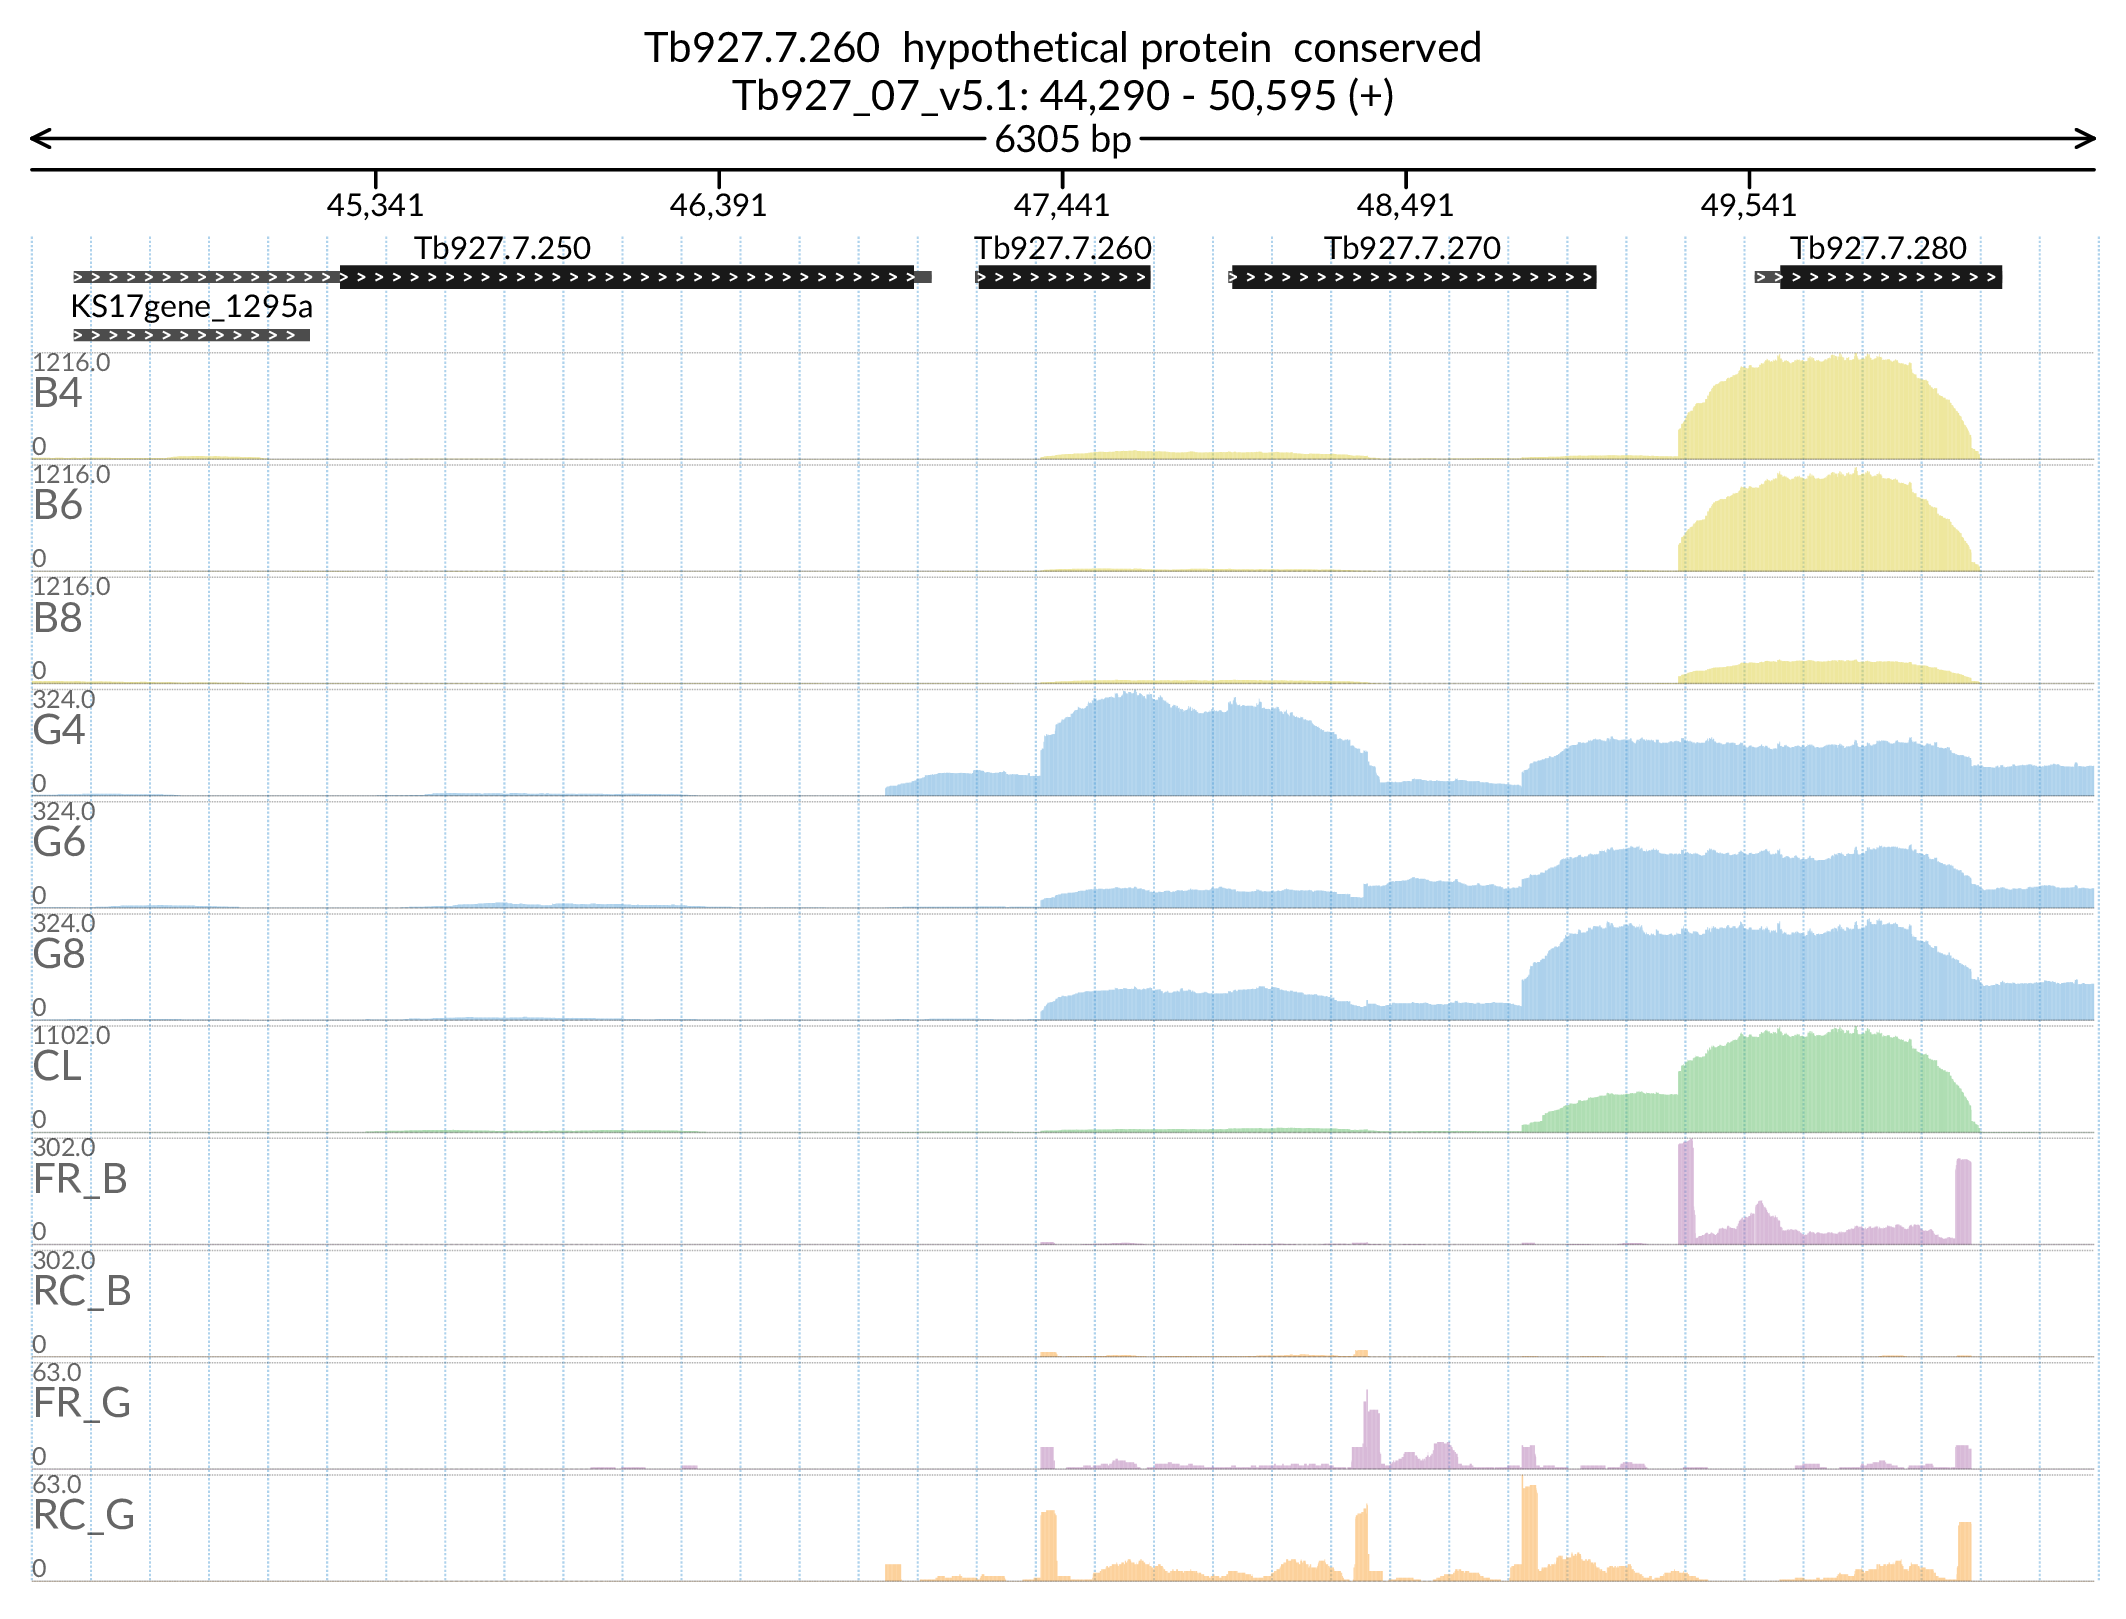 Tb927.7.260  hypothetical protein  conserved
Tb927_07_v5.1: 44,290 - 50,595 (+)
6305 bp
45,341 46,391 47,441 48,491 49,541
Tb927.7.250 Tb927.7.260 Tb927.7.270 Tb927.7.280
KS17gene_1295a
1216.0
B4
0
1216.0
B6
0
1216.0
B8
0
324.0
G4
0
324.0
G6
0
324.0
G8
0
1102.0
CL
0
302.0
FR_B
0
302.0
RC_B
0
63.0
FR_G
0
63.0
RC_G
0